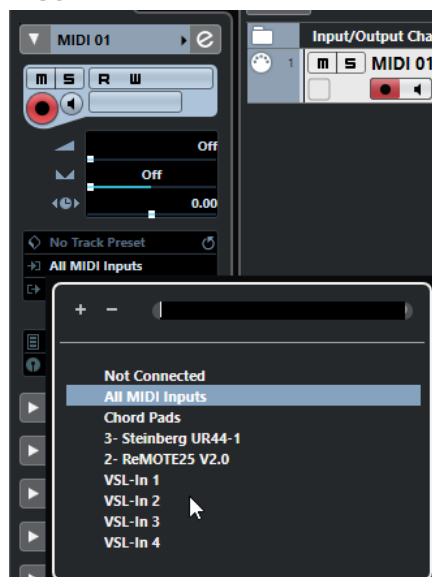 MIDI 01
Input/Output Cha
m S R W
1 m S MIDI 01
Off
Off
0.00
No Track Preset
All MIDI Inputs
+ −
Not Connected
All MIDI Inputs
Chord Pads
3- Steinberg UR44-1
2- ReMOTE25 V2.0
VSL-In 1
VSL-In 2
VSL-In 3
VSL-In 4